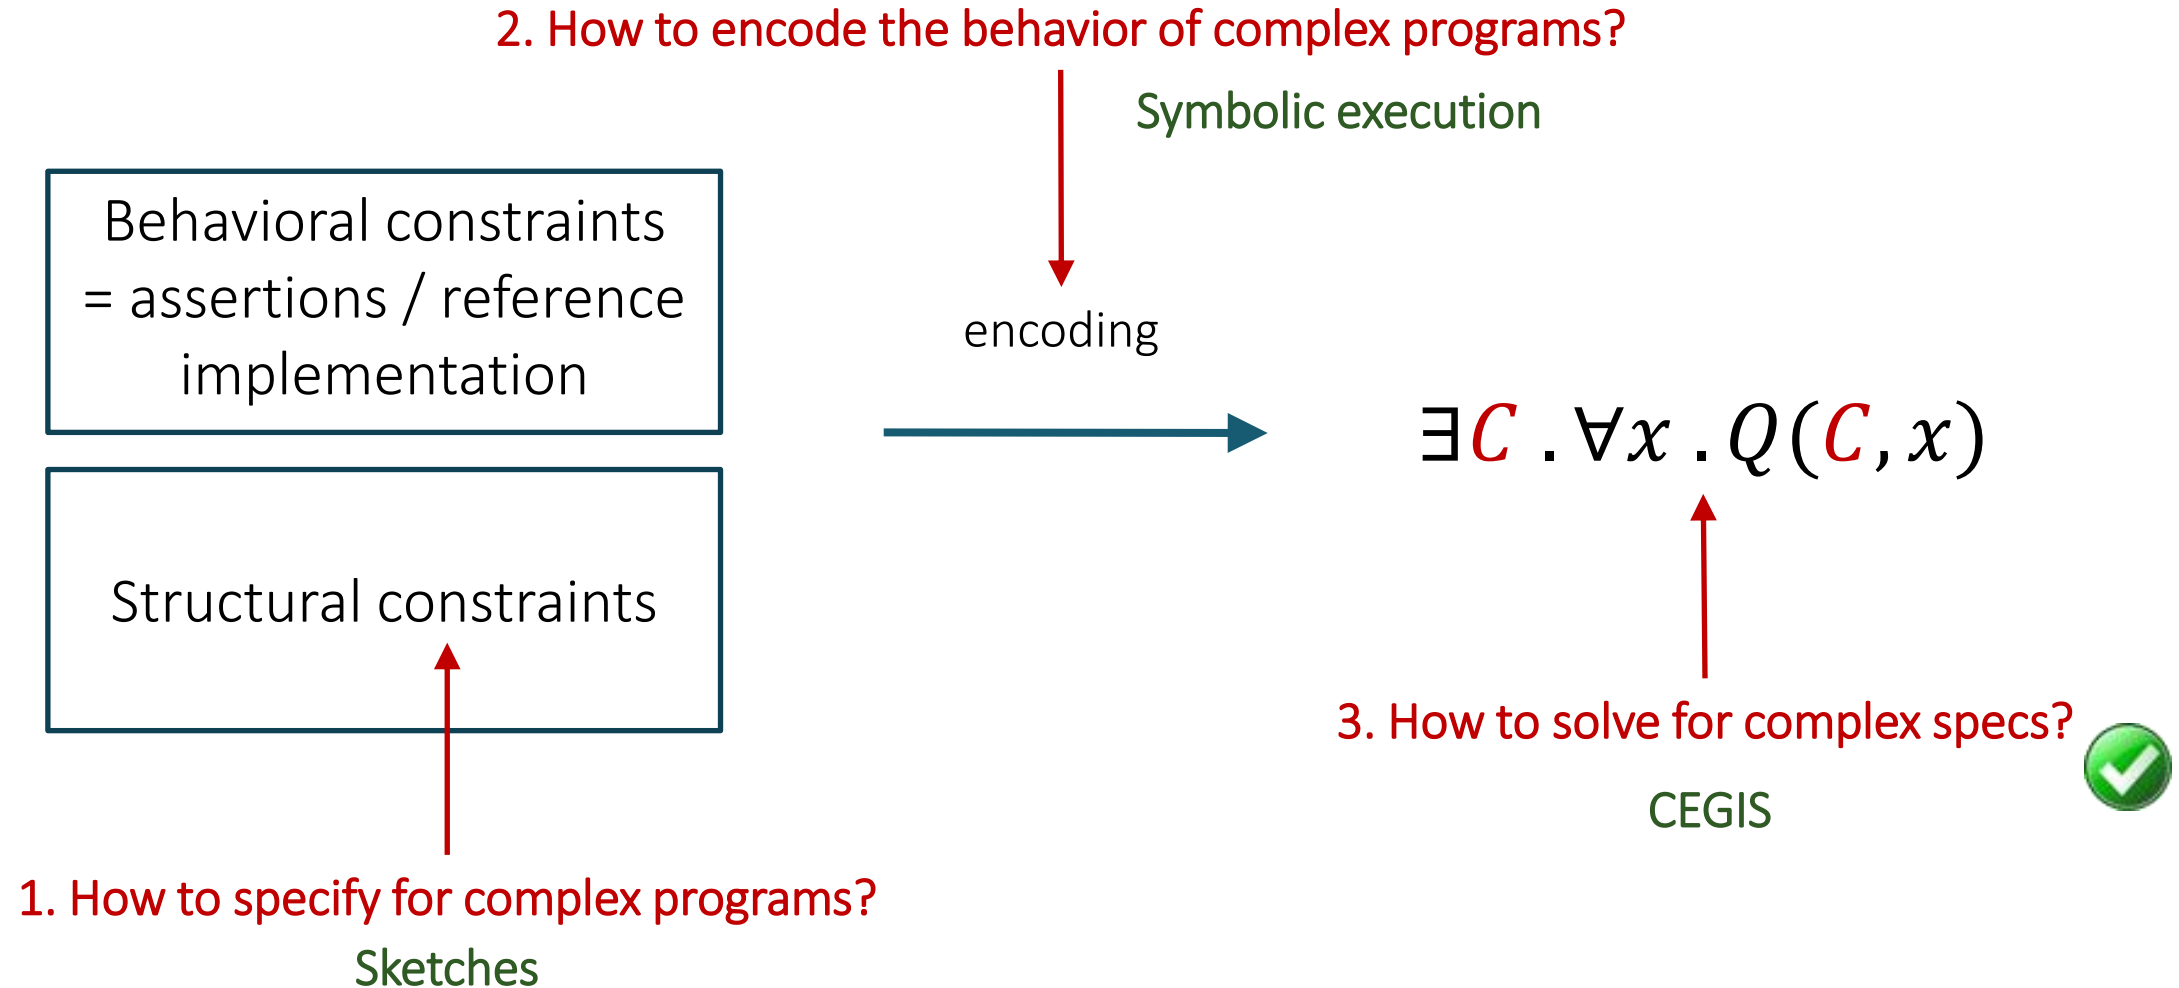 2. How to encode the behavior of complex programs?
Symbolic execution
Behavioral constraints
= assertions / reference
implementation
encoding
∃C . ∀x . Q(C, x)
Structural constraints
3. How to solve for complex specs?
CEGIS
1. How to specify for complex programs?
Sketches